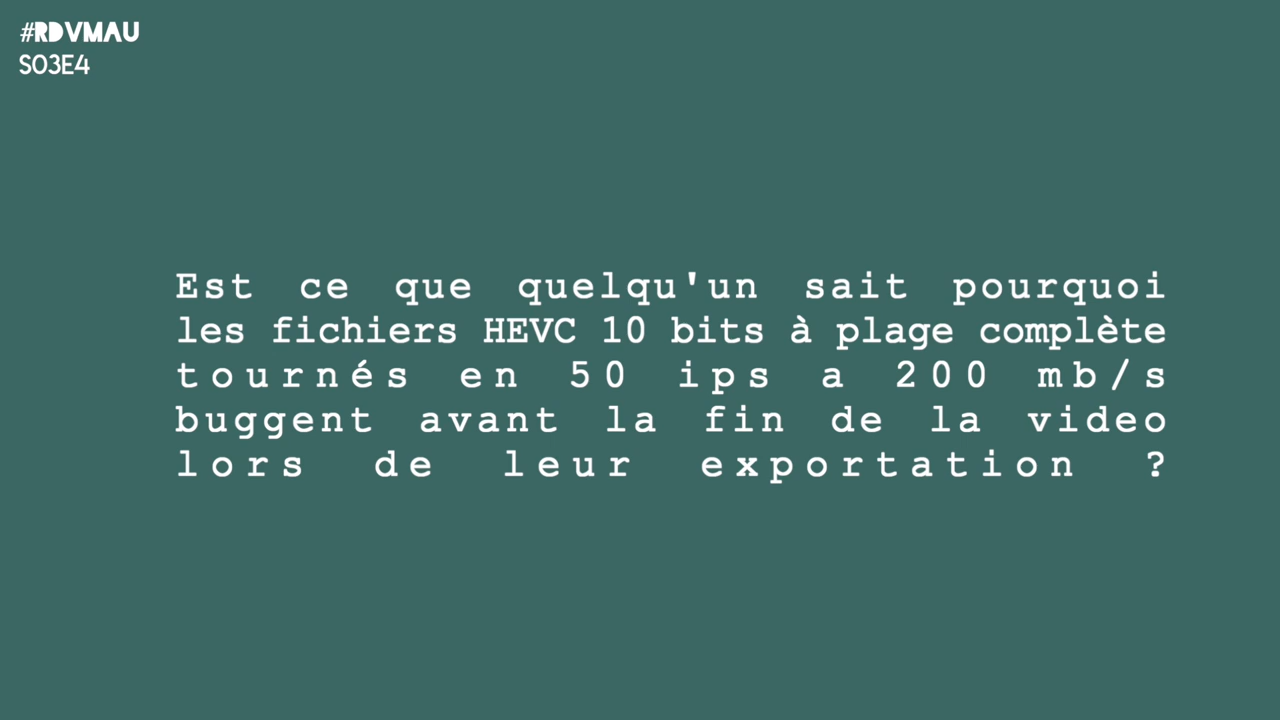 #RDVMAU
S03E4
Est ce que quelqu'un sait pourquoi
les fichiers HEVC 10 bits à plage complète
tournés en 50 ips a 200 mb/s
buggent avant la fin de la video
lors de leur exportation ?